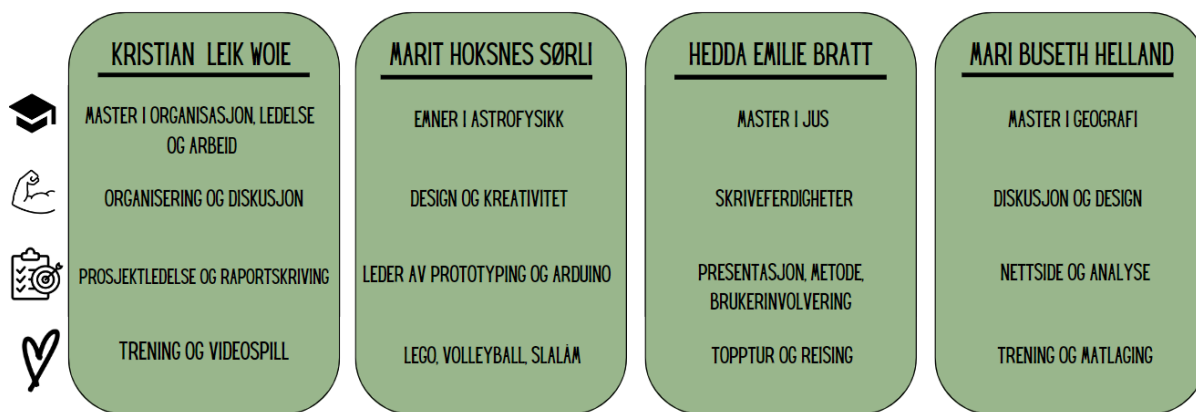 KRISTIAN LEIK WOIE
MASTER I ORGANISASJON, LEDELSE
OG ARBEID
ORGANISERING OG DISKUSJON
PROSJEKTLEDELSE OG RAPORTSKRIVING
TRENING OG VIDEOSPILL
MARIT HOKSNES SØRLI
EMNER I ASTROFYSIKK
DESIGN OG KREATIVITET
LEDER AV PROTOTYPING OG ARDUINO
LEGO, VOLLEYBALL, SLALÅM
HEDDA EMILIE BRATT
MASTER I JUS
SKRIVEFERDIGHETER
PRESENTASJON, METODE,
BRUKERINVOLVERING
TOPPTUR OG REISING
MARI BUSETH HELLAND
MASTER I GEOGRAFI
DISKUSJON OG DESIGN
NETTSIDE OG ANALYSE
TRENING OG MATLAGING